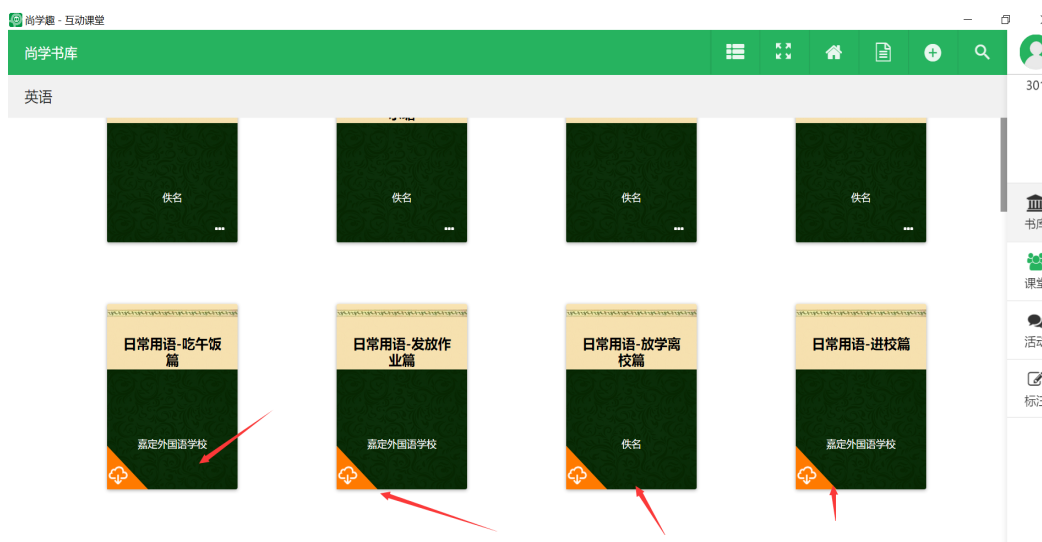 尚学趣 - 互动课堂
尚学书库
英语
301
佚名
佚名
佚名
佚名
书库
课堂
活动
标注
日常用语-吃午饭
篇
日常用语-发放作
业篇
日常用语-放学离
校篇
日常用语-进校篇
嘉定外国语学校
嘉定外国语学校
佚名
嘉定外国语学校